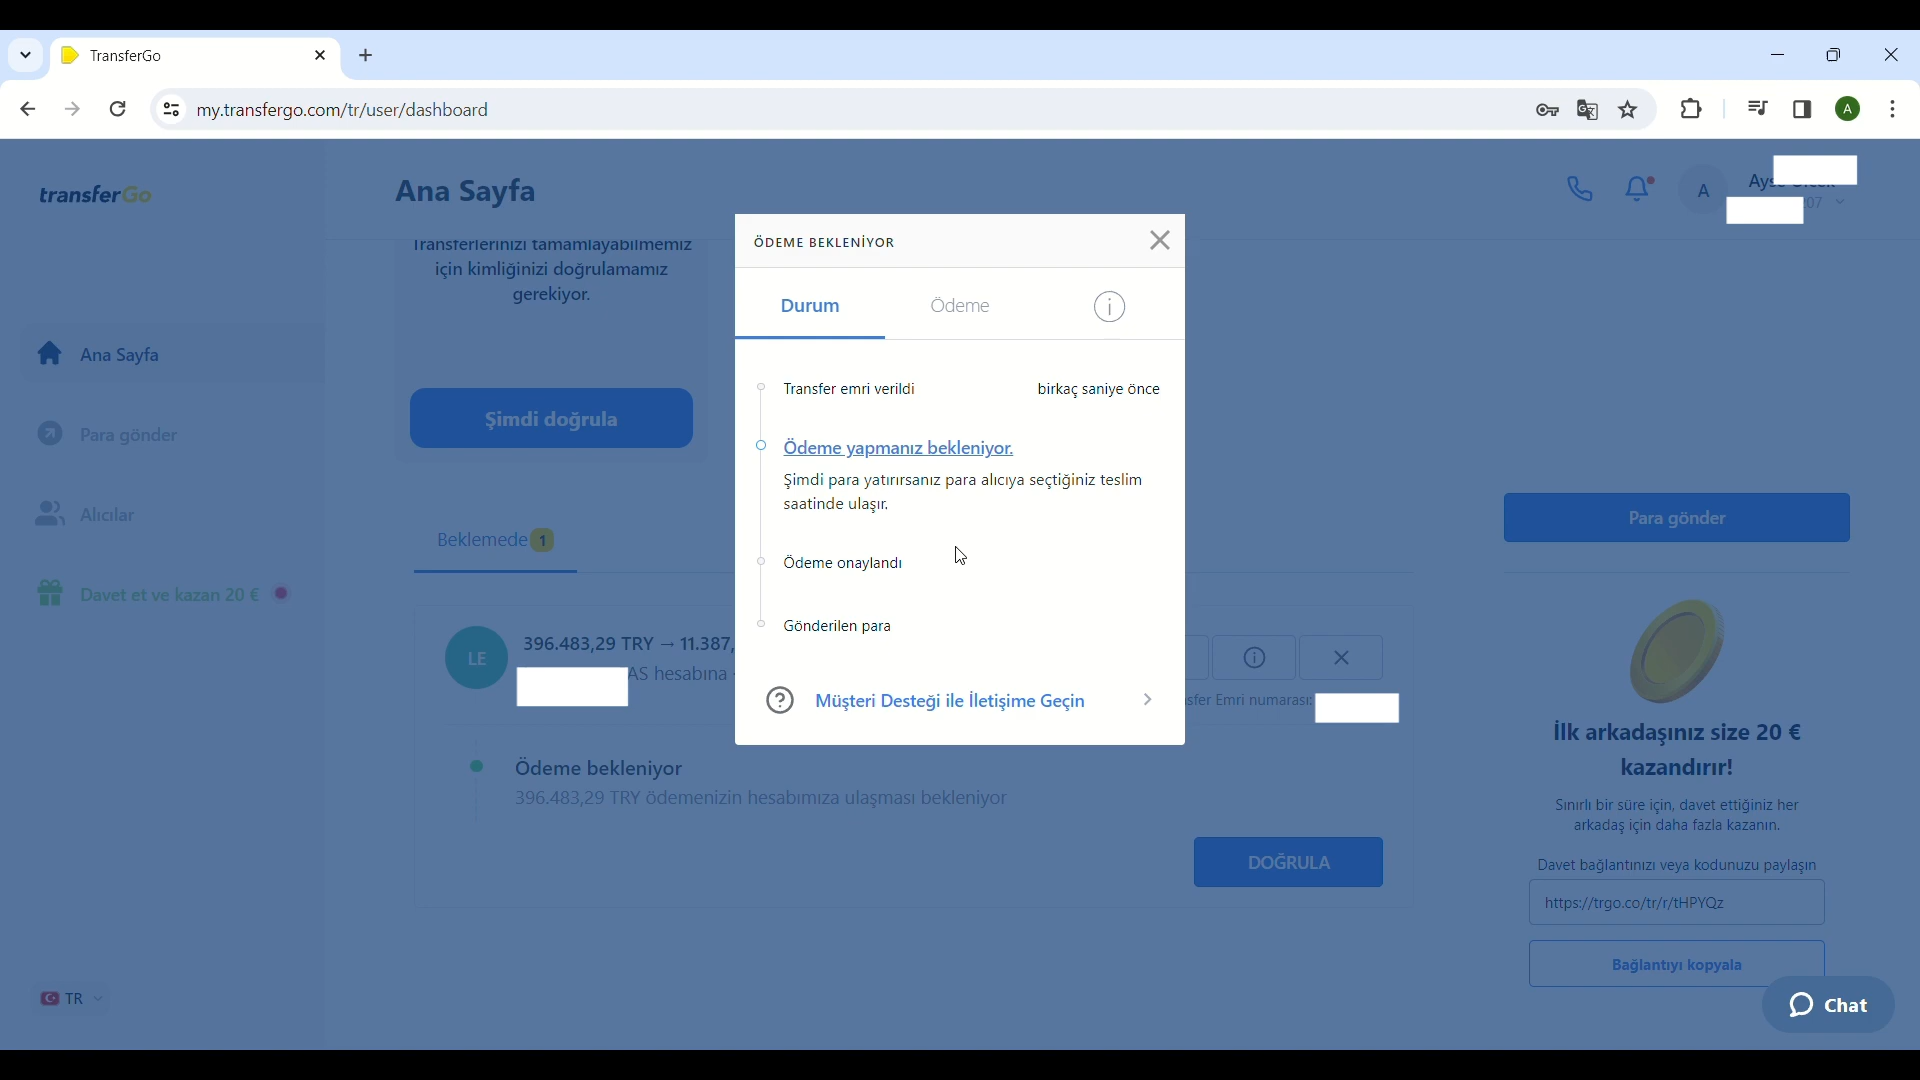 TransferGo
my.transfergo.com/tr/user/dashboard
A
transferGo
Ana Sayfa
A
07
Transferlerinizi tamamlayabilmemiz
için kimliğinizi doğrulamamız
gerekiyor.
Şimdi doğrula
Ana Sayfa
Para gönder
Alıcılar
Davet et ve kazan 20 €
TR
ÖDEME BEKLENİYOR
Durum
Ödeme
Transfer emri verildi
birkaç saniye önce
Ödeme yapmanız bekleniyor.
Şimdi para yatırırsanız para alıcıya seçtiğiniz teslim
saatinde ulaşır.
Ödeme onaylandı
Gönderilen para
Müşteri Desteği ile İletişime Geçin
Beklemede 1
LE
396.483,29 TRY → 11.387,
AS hesabına
sfer Emri numarası:
Ödeme bekleniyor
396.483,29 TRY ödemenizin hesabımıza ulaşması bekleniyor
DOĞRULA
Para gönder
İlk arkadaşınız size 20 €
kazandırır!
Sınırlı bir süre için, davet ettiğiniz her
arkadaş için daha fazla kazanın.
Davet bağlantınızı veya kodunuzu paylaşın
https://trgo.co/tr/r/tHPYQz
Bağlantıyı kopyala
Chat